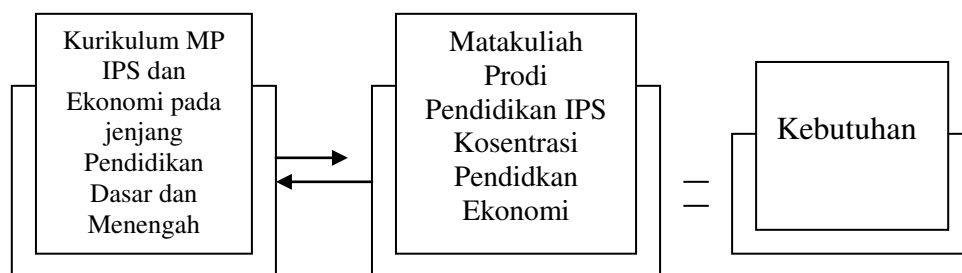 Kurikulum MP
IPS dan
Ekonomi pada
jenjang
Pendidikan
Dasar dan
Menengah
Matakuliah
Prodi
Pendidikan IPS
Kosentrasi
Pendidkan
Ekonomi
=
Kebutuhan